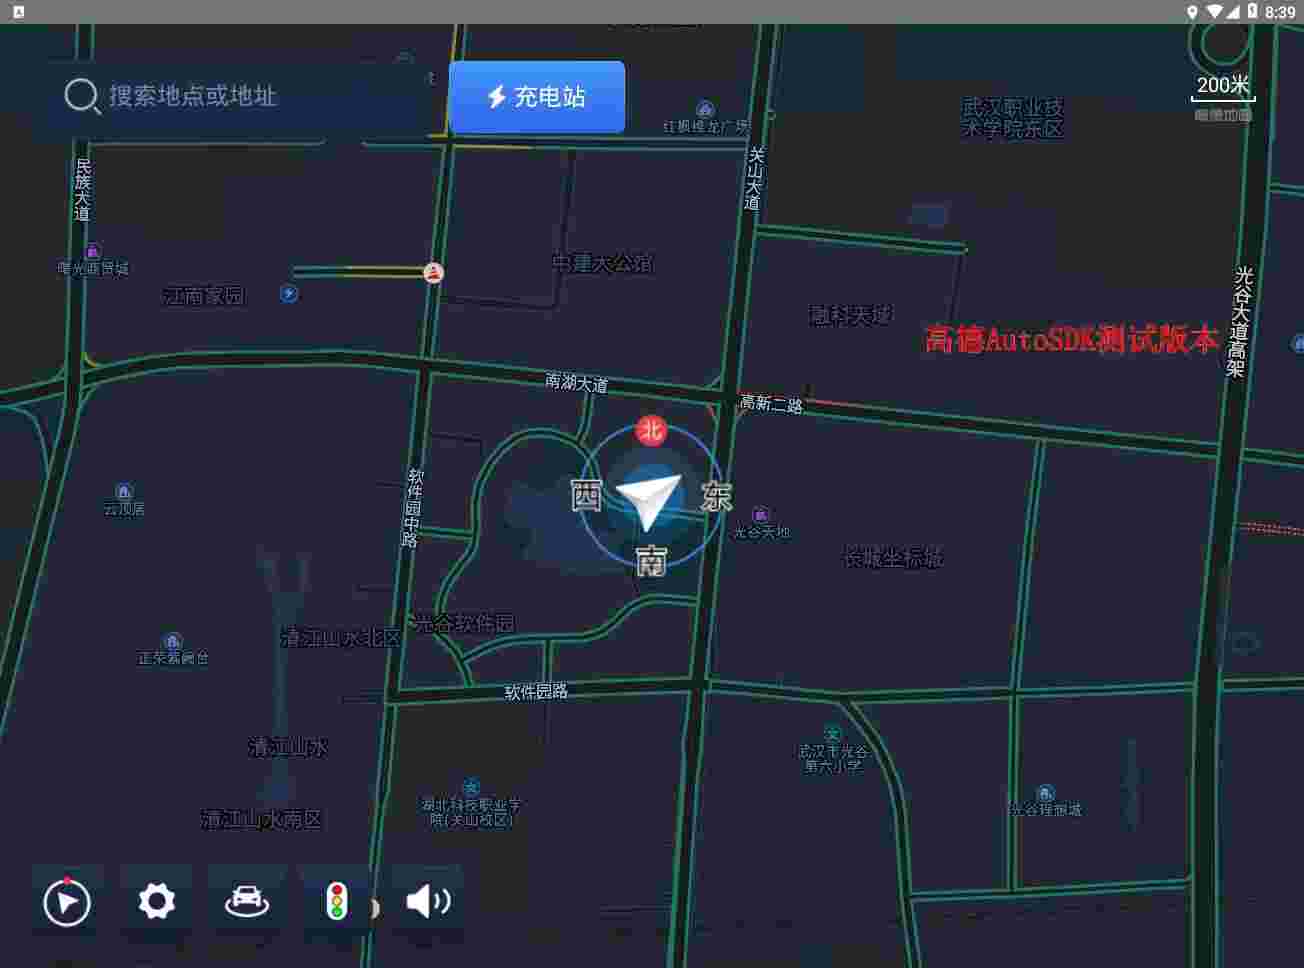 8:39
搜索地点或地址
充电站
200米
高德地图
红枫雄龙广场
武汉职业技
术学院东区
民族大道
关山大道
曙光商贸城
江南家园
中建大公馆
融科天域
高德AutoSDK测试版本
光谷大道高架
南湖大道
高新二路
北
西
东
南
软件园中路
云顶居
光谷天地
长城坐标城
清江山水北区
光谷软件园
正荣紫阙台
软件园路
清江山水
武汉市光谷
第六小学
湖北科技职业学
院(关山校区)
光谷理想城
清江山水南区